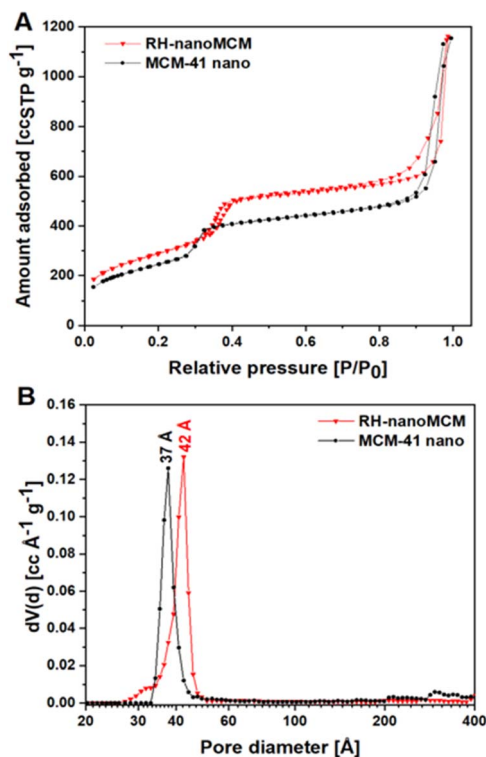 A
RH-nanoMCM
MCM-41 nano
Amount adsorbed [ccSTP g-1]
1200
1000
800
600
400
200
0
0.0 0.2 0.4 0.6 0.8 1.0
Relative pressure [P/P0]
B
37 A
42 A
RH-nanoMCM
MCM-41 nano
dV(d) [cc Å-1 g-1]
0.16
0.14
0.12
0.10
0.08
0.06
0.04
0.02
0.00
20 30 40 60 100 200 400
Pore diameter [Å]